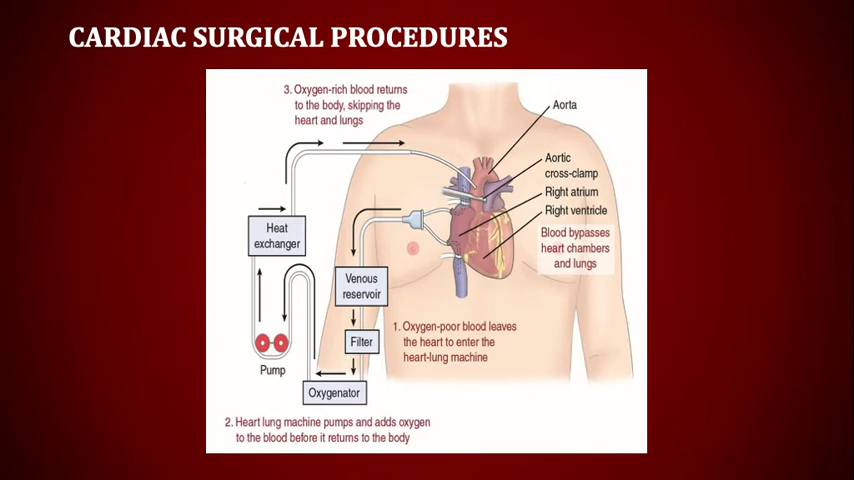 CARDIAC SURGICAL PROCEDURES
3. Oxygen-rich blood returns
to the body, skipping the
heart and lungs
Aorta
Aortic
cross-clamp
Right atrium
Right ventricle
Blood bypasses
heart chambers
and lungs
Heat
exchanger
Venous
reservoir
1. Oxygen-poor blood leaves
the heart to enter the
heart-lung machine
Filter
Pump
Oxygenator
2. Heart lung machine pumps and adds oxygen
to the blood before it returns to the body